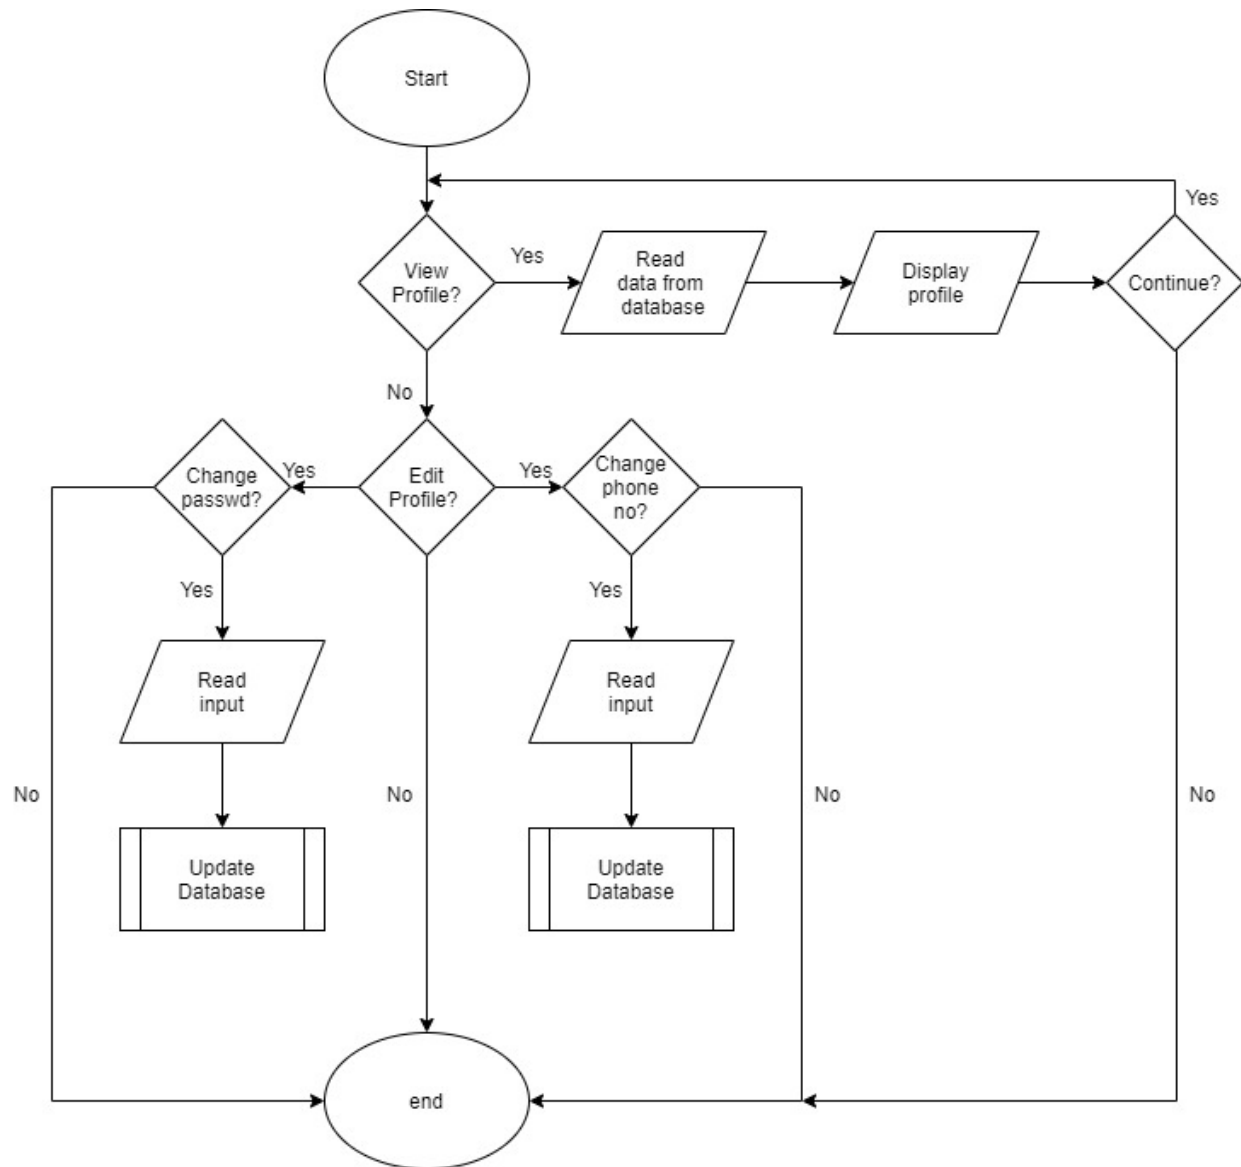 Start
Yes
View
Profile?
Yes
Read
data from
database
Display
profile
Continue?
No
Change
passwd?
Yes
Edit
Profile?
Yes
Change
phone
no?
Yes
Yes
Read
input
Read
input
No
No
No
No
Update
Database
Update
Database
end